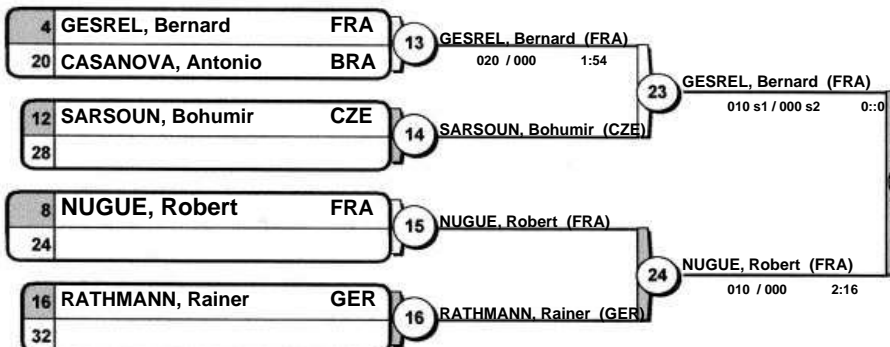 4 GESREL, Bernard FRA
20 CASANOVA, Antonio BRA
13
GESREL, Bernard (FRA)
020 / 000 1:54
12 SARSOUN, Bohumir CZE
28
14
SARSOUN, Bohumir (CZE)
23
GESREL, Bernard (FRA)
010 s1 / 000 s2 0::0
8 NUGUE, Robert FRA
24
15
NUGUE, Robert (FRA)
16 RATHMANN, Rainer GER
32
16
RATHMANN, Rainer (GER)
24
NUGUE, Robert (FRA)
010 / 000 2:16